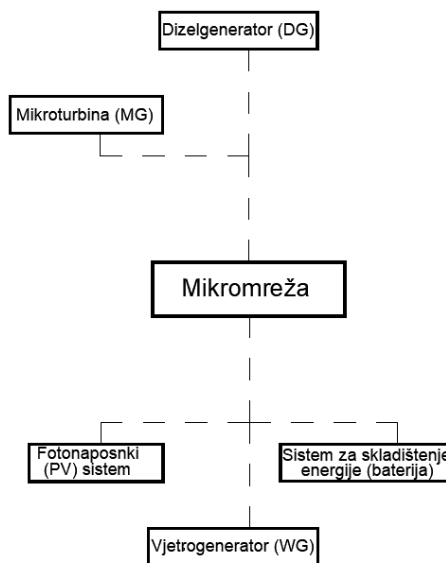 Dizelgenerator (DG)
Mikroturbina (MG)
Mikromreža
Fotonaposnki
(PV) sistem
Sistem za skladištenje
energije (baterija)
Vjetrogenerator (WG)